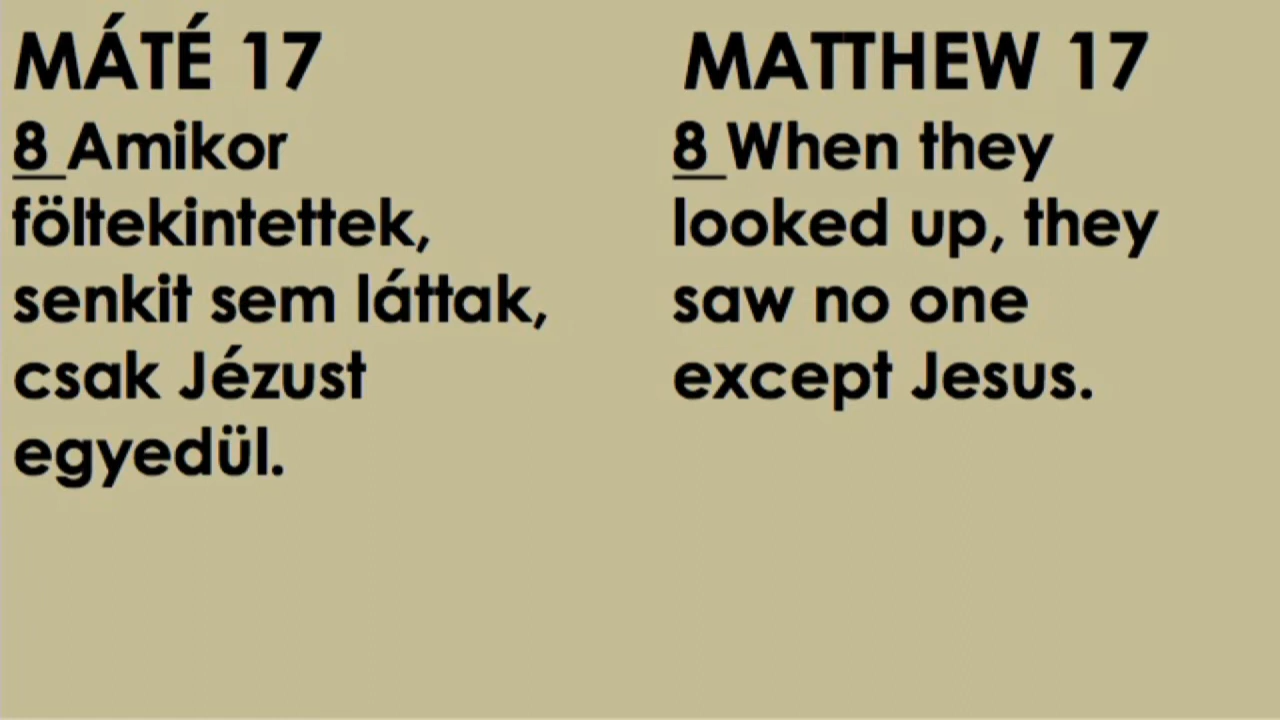 MÁTÉ 17
8 Amikor
föltekintettek,
senkit sem láttak,
csak Jézust
egyedül.
MATTHEW 17
8 When they
looked up, they
saw no one
except Jesus.